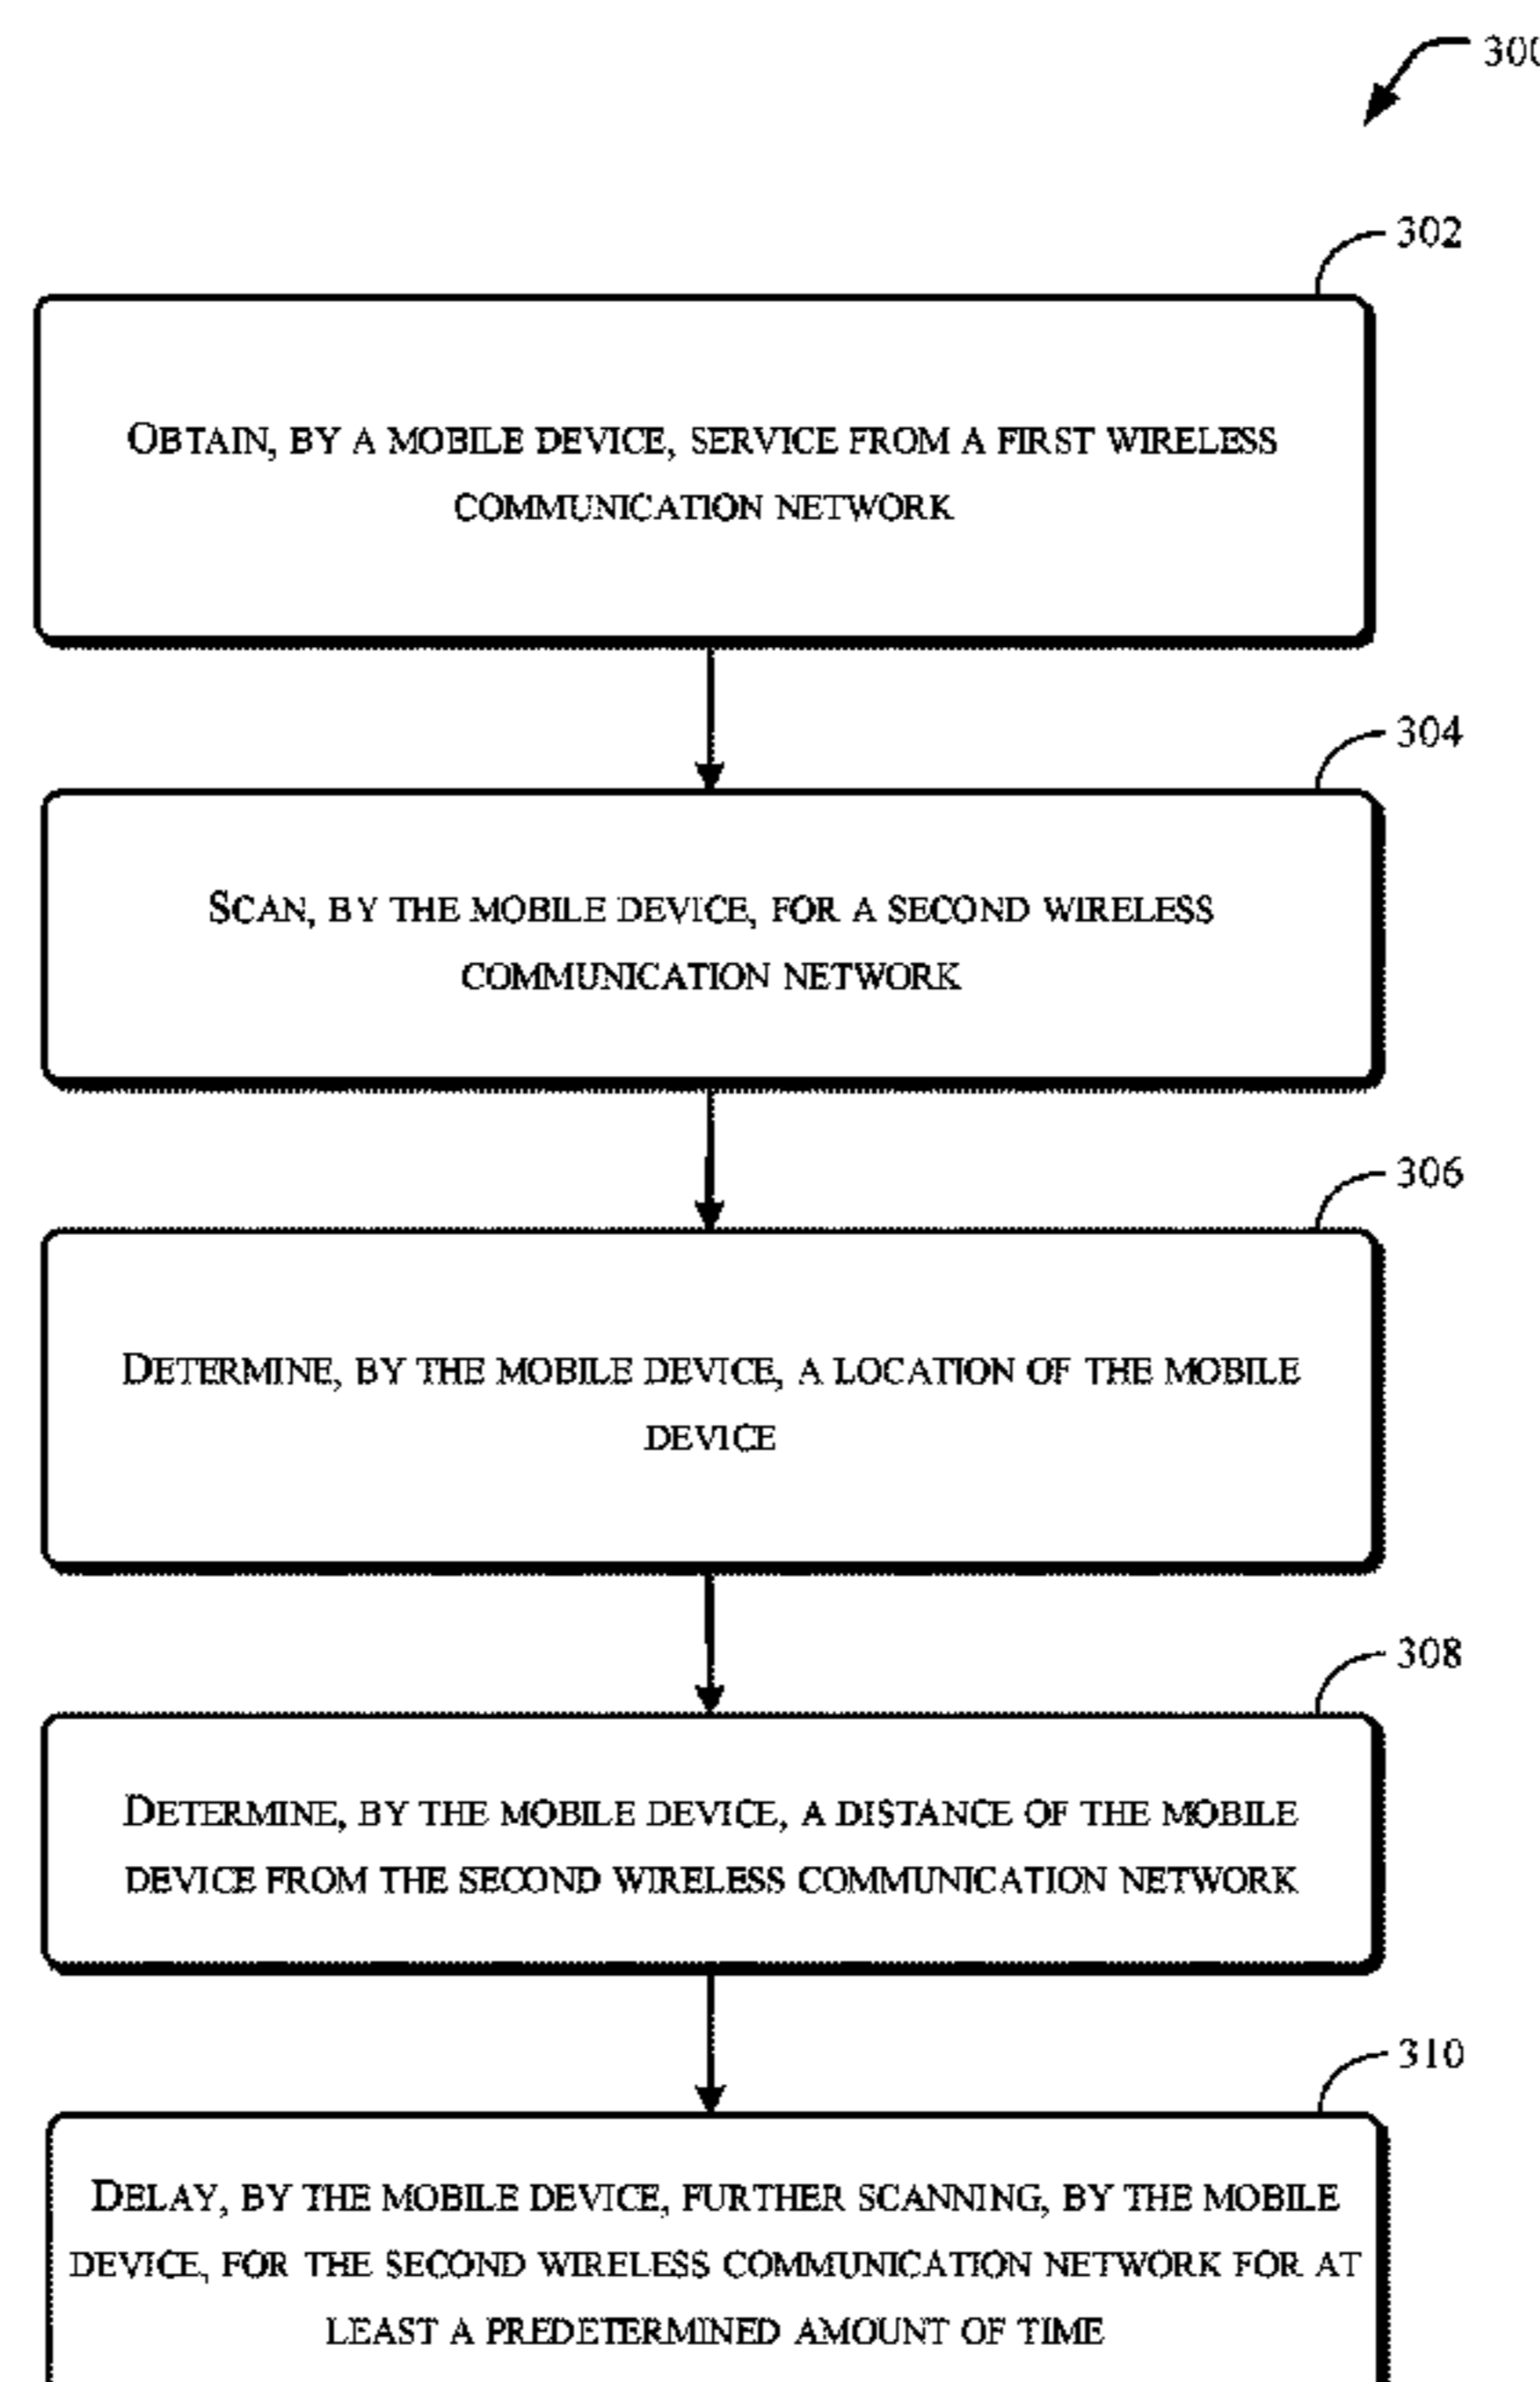 300
302
OBTAIN, BY A MOBILE DEVICE, SERVICE FROM A FIRST WIRELESS
COMMUNICATION NETWORK
304
SCAN, BY THE MOBILE DEVICE, FOR A SECOND WIRELESS
COMMUNICATION NETWORK
306
DETERMINE, BY THE MOBILE DEVICE, A LOCATION OF THE MOBILE
DEVICE
308
DETERMINE, BY THE MOBILE DEVICE, A DISTANCE OF THE MOBILE
DEVICE FROM THE SECOND WIRELESS COMMUNICATION NETWORK
310
DELAY, BY THE MOBILE DEVICE, FURTHER SCANNING, BY THE MOBILE
DEVICE, FOR THE SECOND WIRELESS COMMUNICATION NETWORK FOR AT
LEAST A PREDETERMINED AMOUNT OF TIME